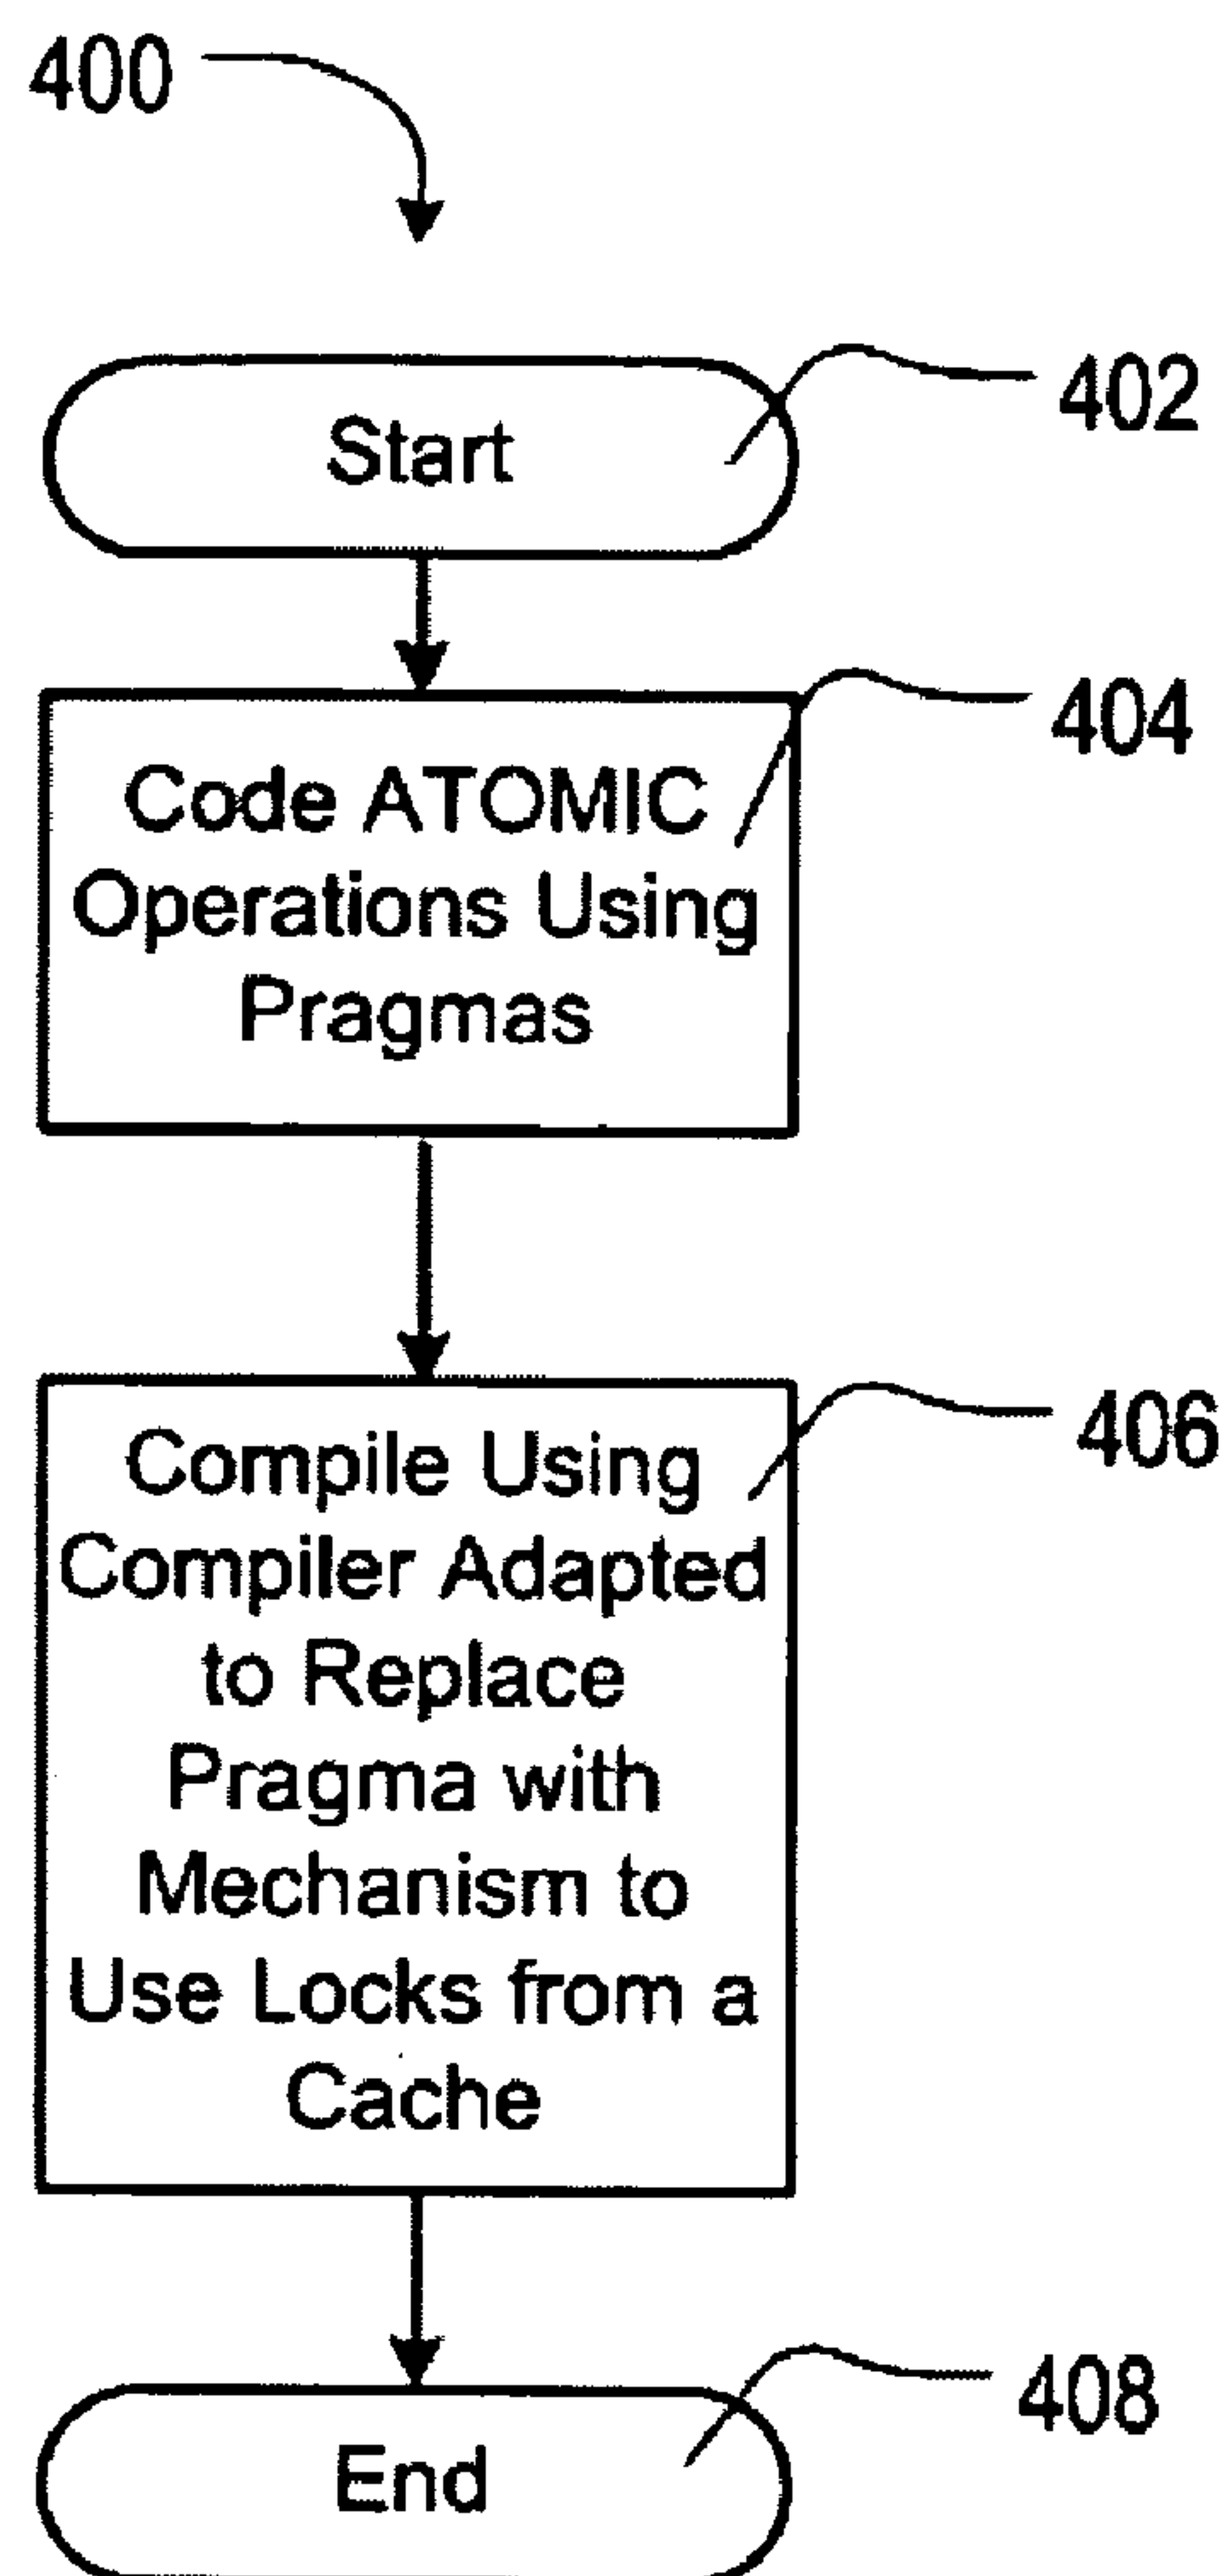 400
Start
402
Code ATOMIC
Operations Using
Pragmas
404
Compile Using
Compiler Adapted
to Replace
Pragma with
Mechanism to
Use Locks from a
Cache
406
End
408